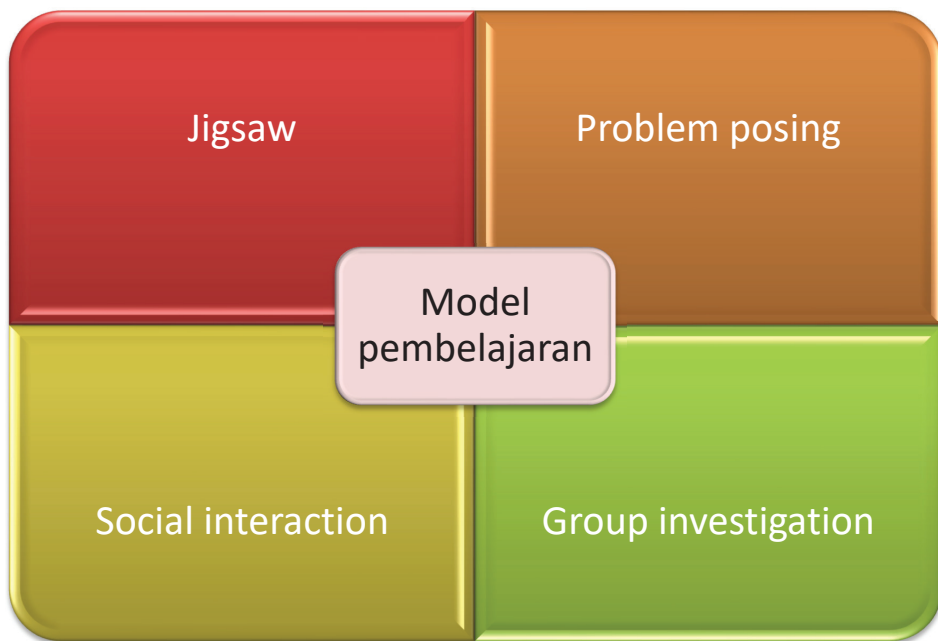 Jigsaw
Problem posing
Model
pembelajaran
Social interaction
Group investigation